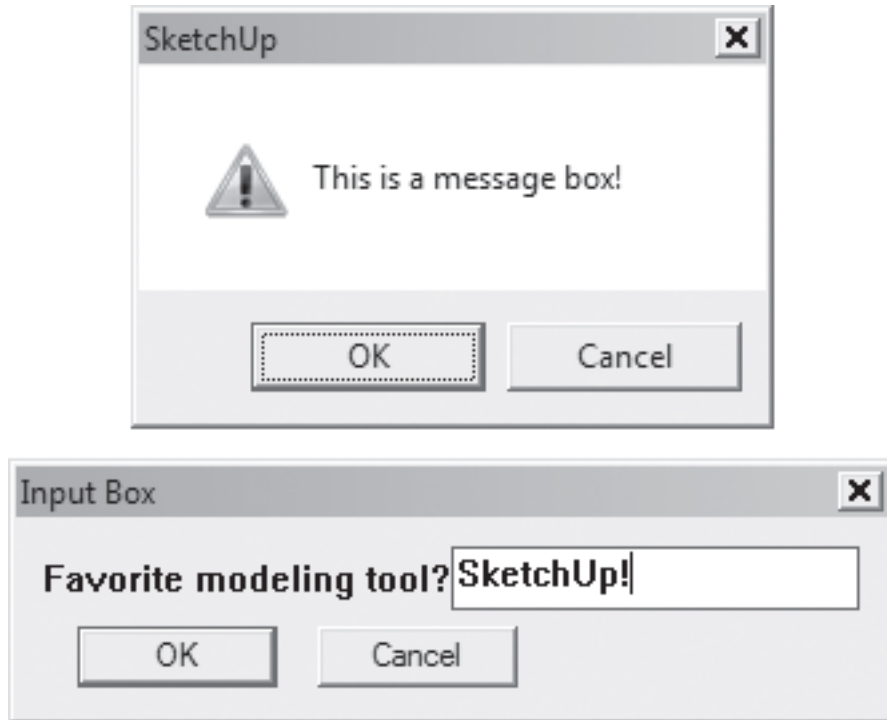 SketchUp
This is a message box!
OK Cancel
Input Box
Favorite modeling tool? SketchUp!
OK Cancel